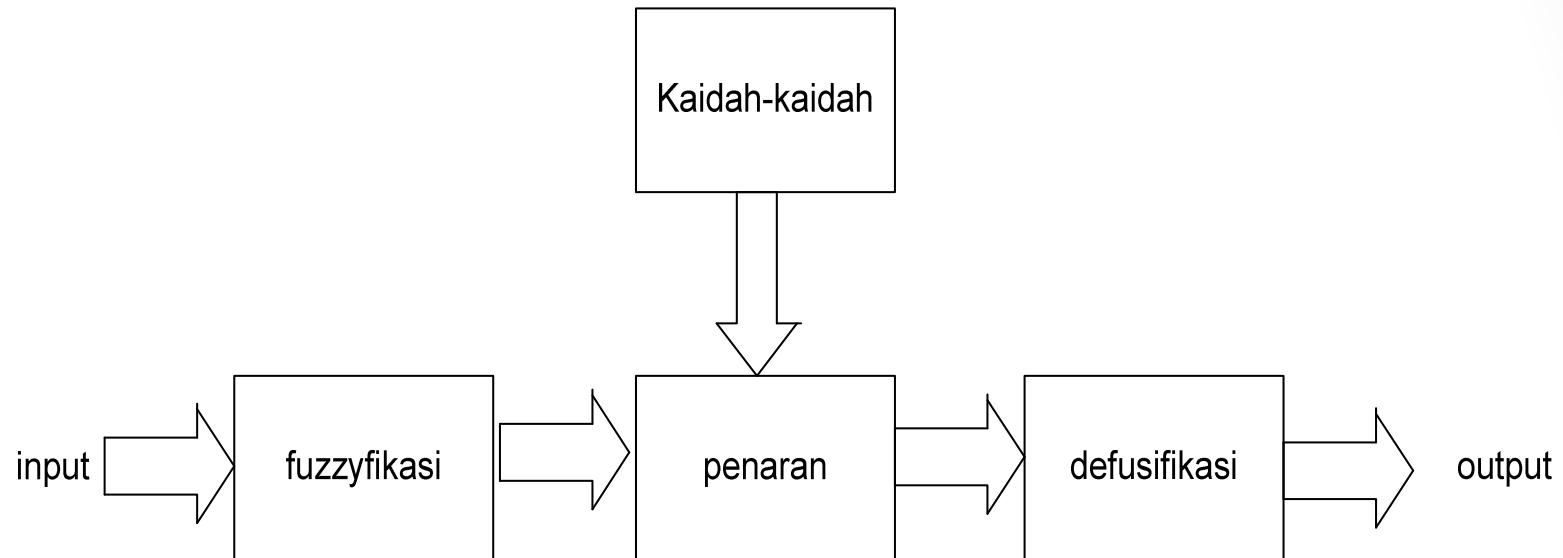 Kaidah-kaidah
input
fuzzyfikasi
penaran
defusifikasi
output